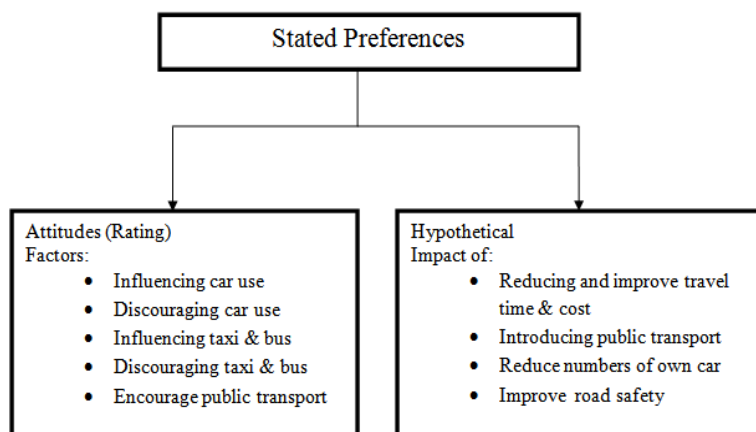 Stated Preferences
Attitudes (Rating)
Factors:
• Influencing car use
• Discouraging car use
• Influencing taxi & bus
• Discouraging taxi & bus
• Encourage public transport
Hypothetical
Impact of:
• Reducing and improve travel
time & cost
• Introducing public transport
• Reduce numbers of own car
• Improve road safety